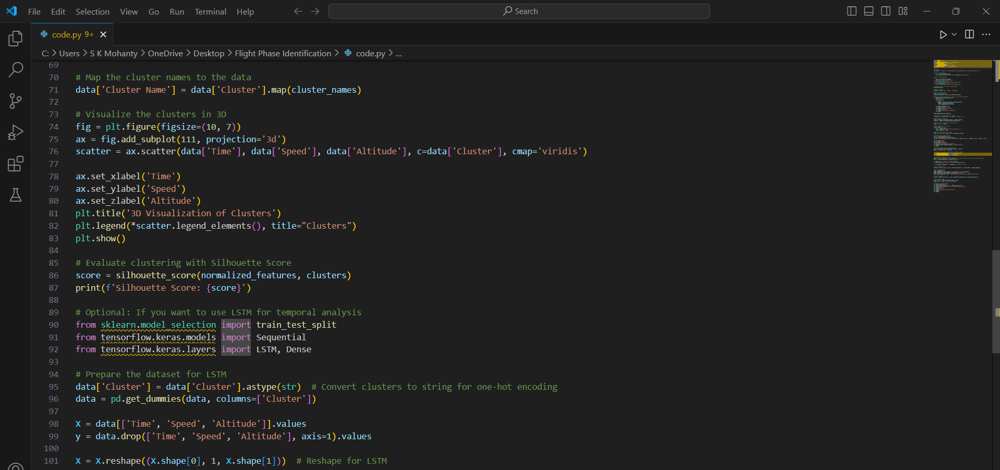 File Edit Selection View Go Run Terminal Help Search
code.py 9+
C: > Users > S K Mohanty > OneDrive > Desktop > Flight Phase Identification > code.py > ...
69
70 # Map the cluster names to the data
71 data['Cluster Name'] = data['Cluster'].map(cluster_names)
72
73 # Visualize the clusters in 3D
74 fig = plt.figure(figsize=(10, 7))
75 ax = fig.add_subplot(111, projection='3d')
76 scatter = ax.scatter(data['Time'], data['Speed'], data['Altitude'], c=data['Cluster'], cmap='viridis')
77
78 ax.set_xlabel('Time')
79 ax.set_ylabel('Speed')
80 ax.set_zlabel('Altitude')
81 plt.title('3D Visualization of Clusters')
82 plt.legend(*scatter.legend_elements(), title="Clusters")
83 plt.show()
84
85 # Evaluate clustering with Silhouette Score
86 score = silhouette_score(normalized_features, clusters)
87 print(f'Silhouette Score: {score}')
88
89 # Optional: If you want to use LSTM for temporal analysis
90 from sklearn.model_selection import train_test_split
91 from tensorflow.keras.models import Sequential
92 from tensorflow.keras.layers import LSTM, Dense
93
94 # Prepare the dataset for LSTM
95 data['Cluster'] = data['Cluster'].astype(str)  # Convert clusters to string for one-hot encoding
96 data = pd.get_dummies(data, columns=['Cluster'])
97
98 X = data[['Time', 'Speed', 'Altitude']].values
99 y = data.drop(['Time', 'Speed', 'Altitude'], axis=1).values
100
101 X = X.reshape((X.shape[0], 1, X.shape[1]))  # Reshape for LSTM